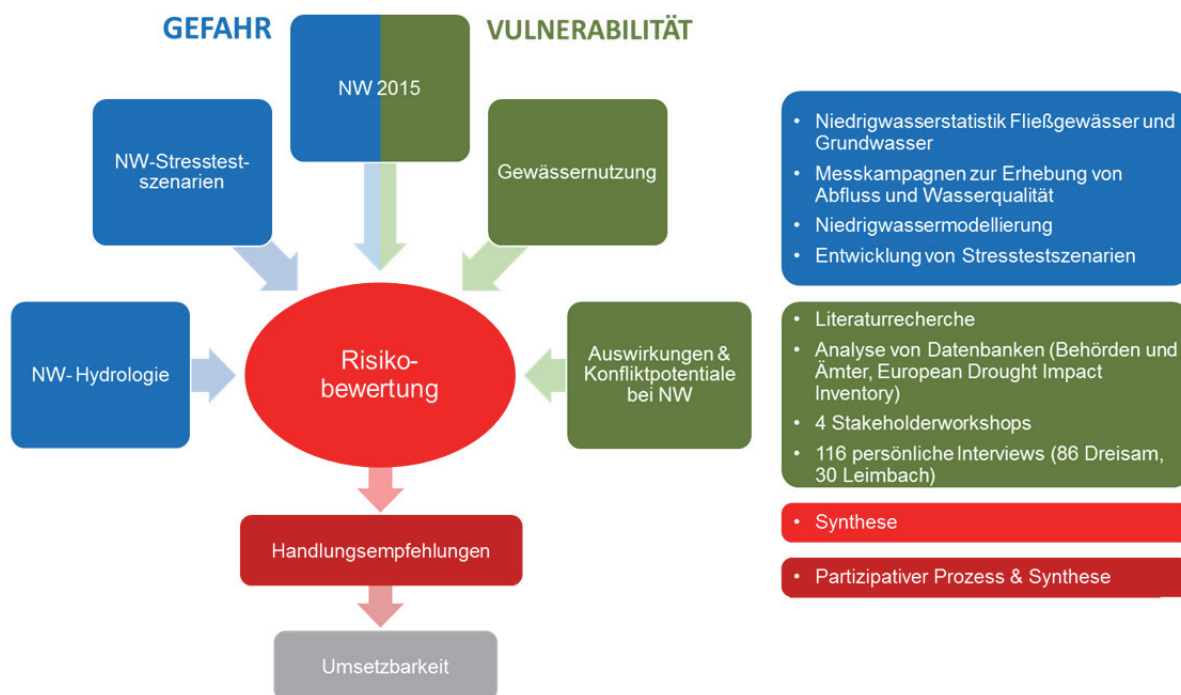 GEFAHR
VULNERABILITÄT
NW 2015
NW-Stresstest-
szenarien
Gewässernutzung
NW- Hydrologie
Risiko-
bewertung
Auswirkungen &
Konfliktpotentiale
bei NW
Handlungsempfehlungen
Umsetzbarkeit
• Niedrigwasserstatistik Fließgewässer und
Grundwasser
• Messkampagnen zur Erhebung von
Abfluss und Wasserqualität
• Niedrigwassermodellierung
• Entwicklung von Stresstestszenarien
• Literaturrecherche
• Analyse von Datenbanken (Behörden und
Ämter, European Drought Impact
Inventory)
• 4 Stakeholderworkshops
• 116 persönliche Interviews (86 Dreisam,
30 Leimbach)
• Synthese
• Partizipativer Prozess & Synthese